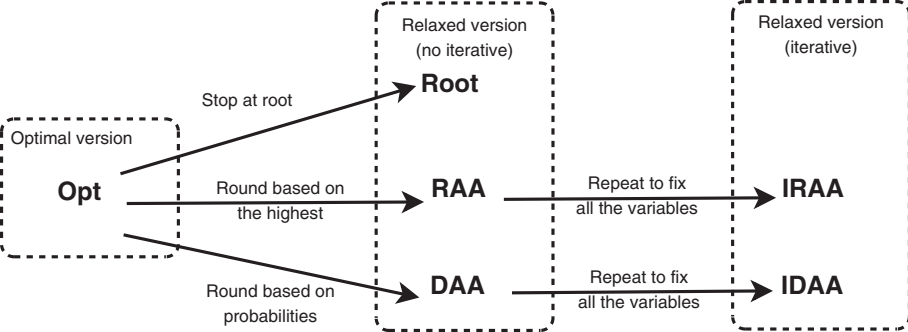 Relaxed version
(no iterative)
Relaxed version
(iterative)
Root
Stop at root
Optimal version
Opt
Round based on
the highest
RAA
Repeat to fix
all the variables
IRAA
Round based on
probabilities
DAA
Repeat to fix
all the variables
IDAA